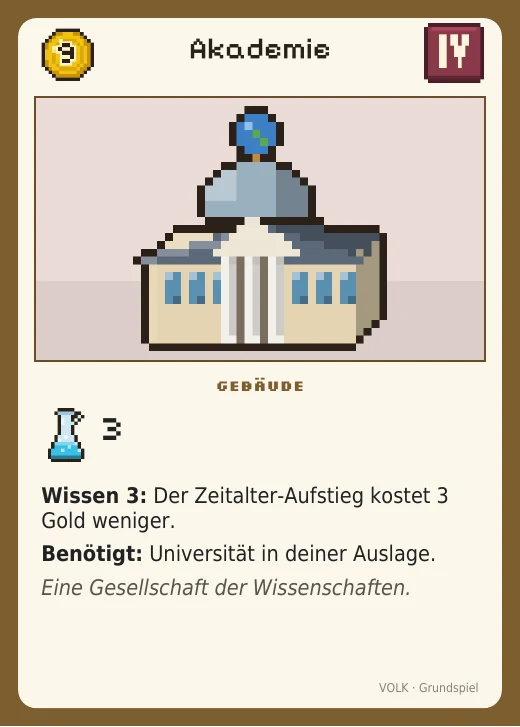 3
Akademie
IV
GEBÄUDE
3
Wissen 3: Der Zeitalter-Aufstieg kostet 3
Gold weniger.
Benötigt: Universität in deiner Auslage.
Eine Gesellschaft der Wissenschaften.
VOLK · Grundspiel